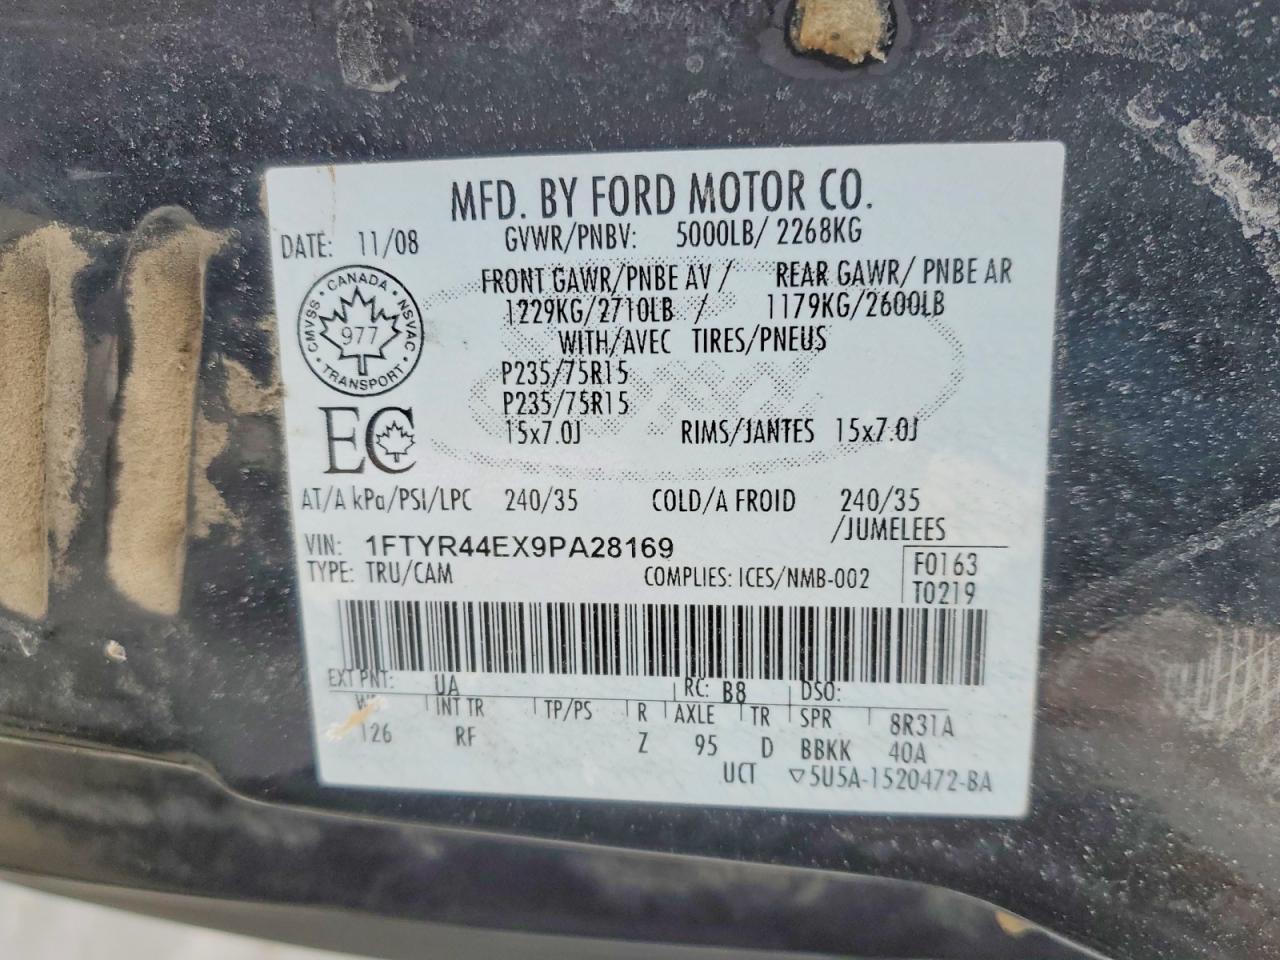 MFD. BY FORD MOTOR CO.
DATE: 11/08 GVWR/PNBV: 5000LB/ 2268KG
FRONT GAWR/PNBE AV / REAR GAWR/ PNBE AR
1229KG/2710LB / 1179KG/2600LB
WITH/AVEC TIRES/PNEUS
P235/75R15
P235/75R15
15x7.0J RIMS/JANTES 15x7.0J
CANADA • NSVAC • TRANSPORT • CMVSS •
977
EC
AT/A kPa/PSI/LPC 240/35 COLD/A FROID 240/35
/JUMELEES
VIN: 1FTYR44EX9PA28169
TYPE: TRU/CAM COMPLIES: ICES/NMB-002
F0163
T0219
EXT PNT: UA RC: B8 DSO:
INT TR TP/PS R AXLE TR SPR 8R31A
126 RF Z 95 D BBKK 40A
UCT ▽5U5A-1520472-BA